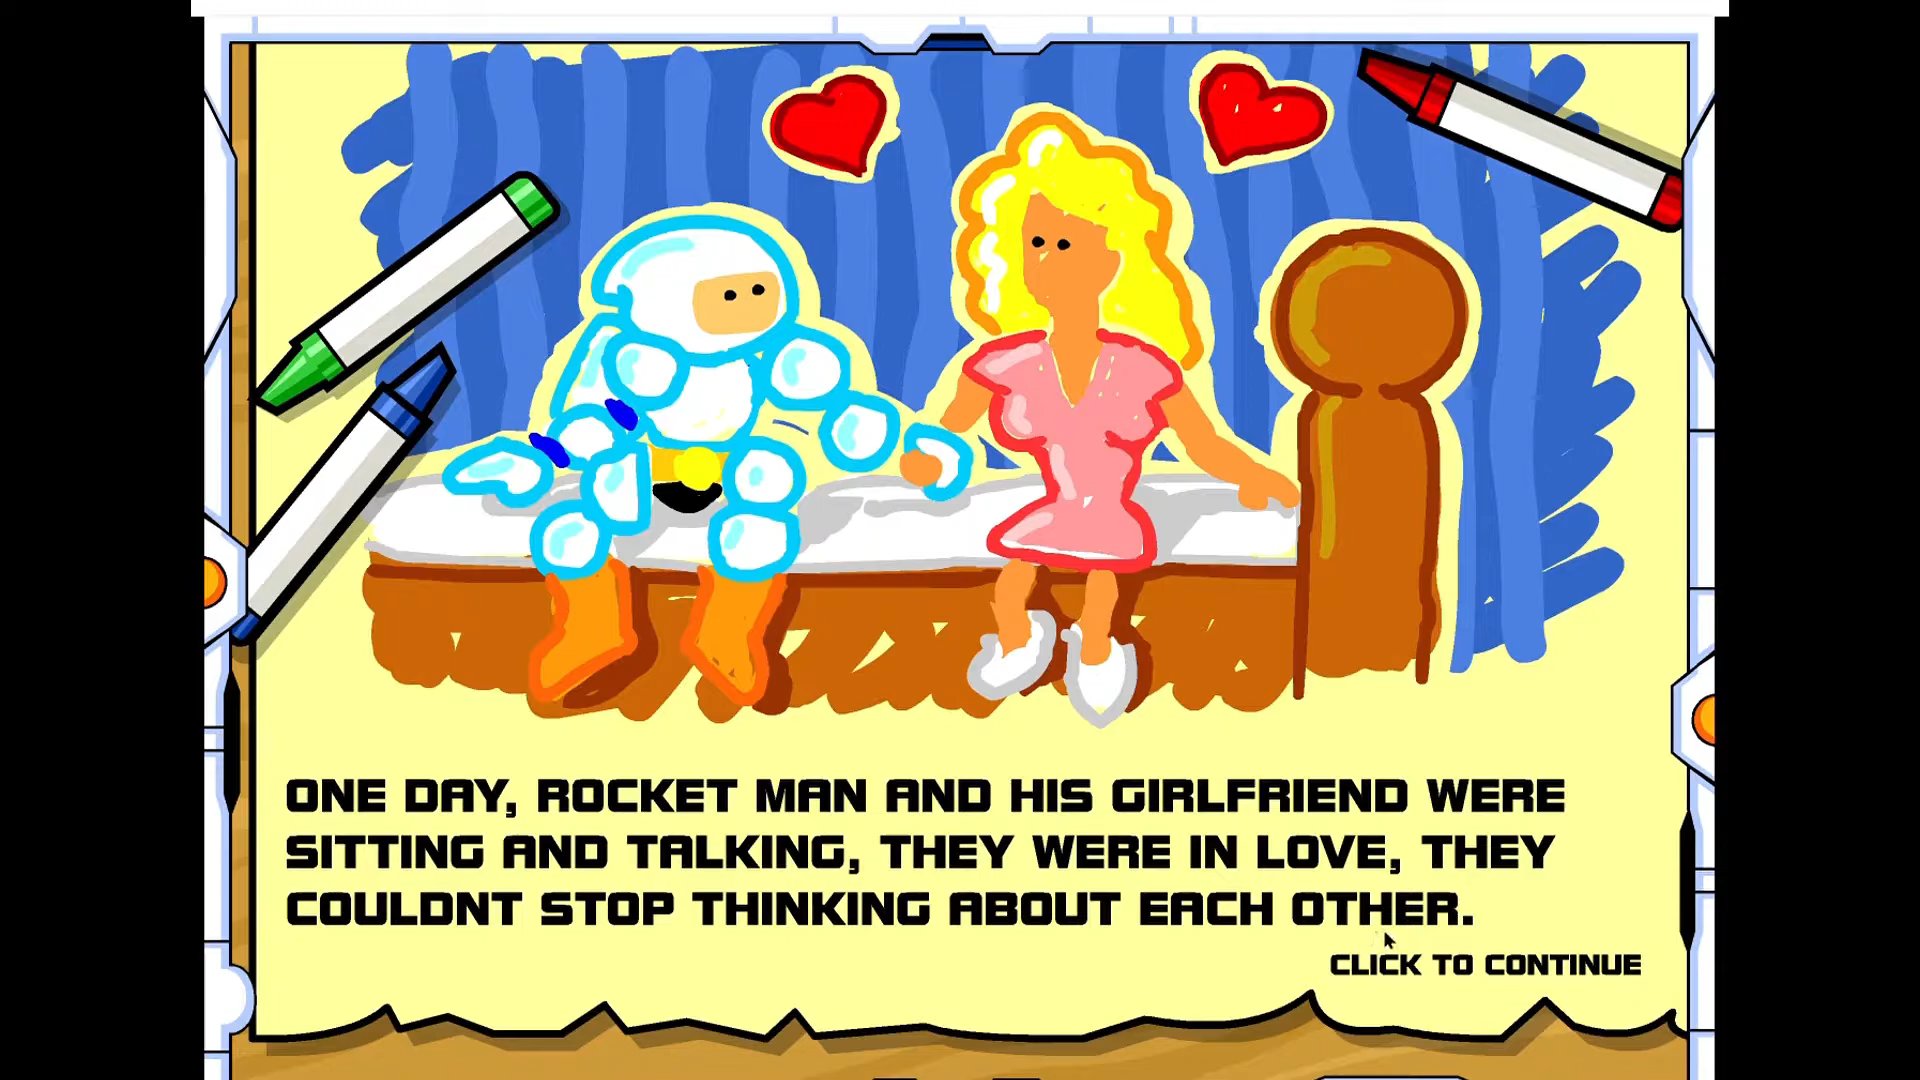 ONE DAY, ROCKET MAN AND HIS GIRLFRIEND WERE
SITTING AND TALKING, THEY WERE IN LOVE, THEY
COULDNT STOP THINKING ABOUT EACH OTHER.
CLICK TO CONTINUE